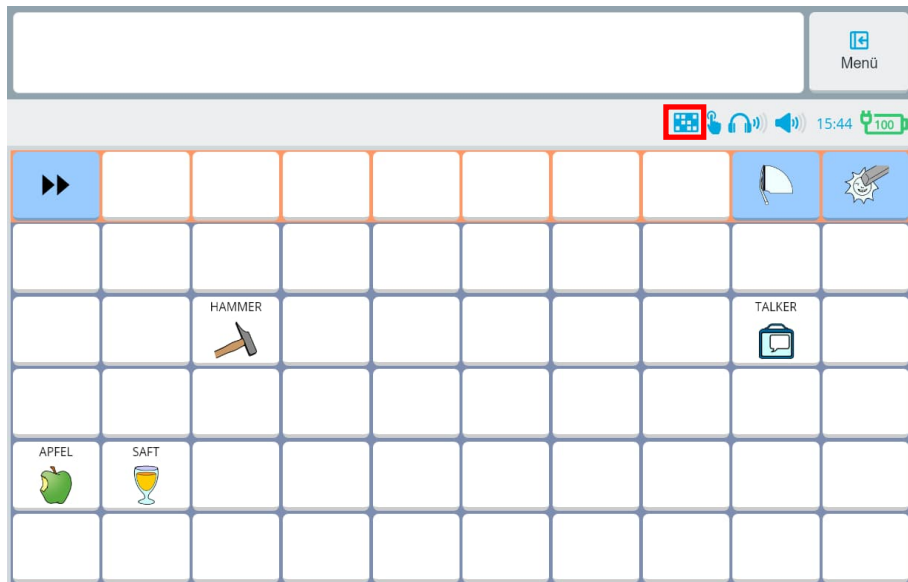 Menü
15:44
100
HAMMER
TALKER
APFEL
SAFT